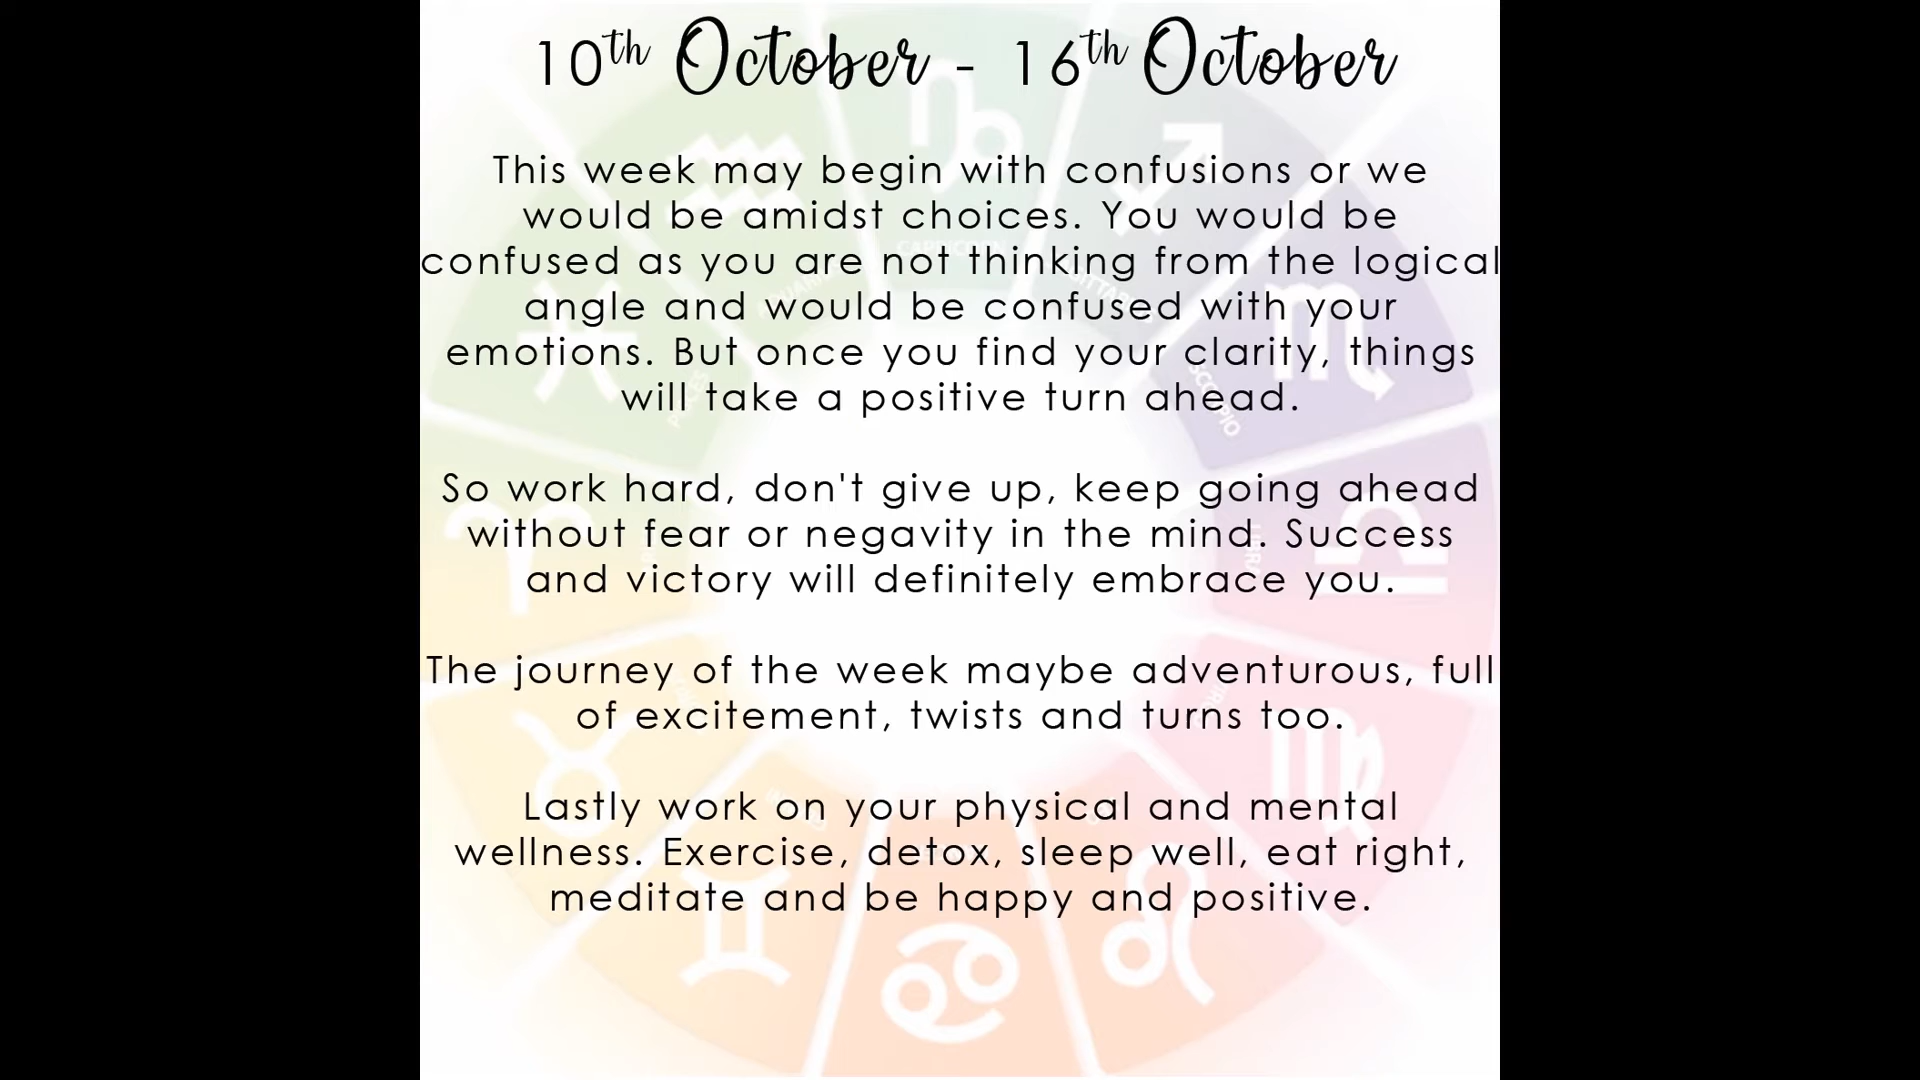 10th October - 16th October
This week may begin with confusions or we
would be amidst choices. You would be
confused as you are not thinking from the logical
angle and would be confused with your
emotions. But once you find your clarity, things
will take a positive turn ahead.
So work hard, don't give up, keep going ahead
without fear or negavity in the mind. Success
and victory will definitely embrace you.
The journey of the week maybe adventurous, full
of excitement, twists and turns too.
Lastly work on your physical and mental
wellness. Exercise, detox, sleep well, eat right,
meditate and be happy and positive.
CAPRICORN
SCORPIO